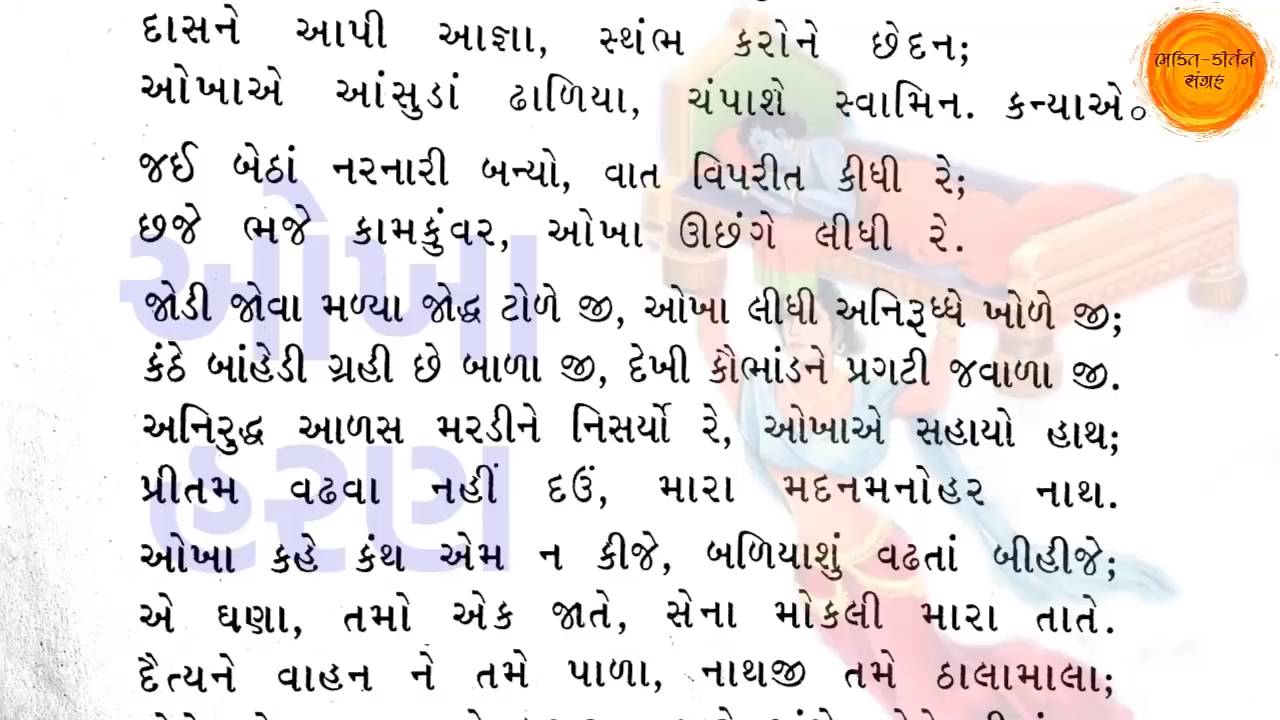 દાસને આપી આજ્ઞા, સ્થંભ કરોને છેદન;
ઓખાએ આંસુડાં ઢાળિયા, ચંપાશે સ્વામિન. કન્યાએ૦
જઈ બેઠાં નરનારી બન્યો, વાત વિપરીત કીધી રે;
છજે ભજે કામકુંવર, ઓખા ઊછંગે લીધી રે.
જોડી જોવા મળ્યા જોદ્ધ ટોળે જી, ઓખા લીધી અનિરૂધ્ધે ખોળે જી;
કંઠે બાંહેડી ગ્રહી છે બાળા જી, દેખી કૌભાંડને પ્રગટી જવાળા જી.
અનિરુદ્ધ આળસ મરડીને નિસર્યો રે, ઓખાએ સહાયો હાથ;
પ્રીતમ વઢવા નહીં દઉં, મારા મદનમનોહર નાથ.
ઓખા કહે કંથ એમ ન કીજે, બળિયાશું વઢતાં બીહીજે;
એ ઘણા, તમો એક જાતે, સેના મોકલી મારા તાતે.
દૈત્યને વાહન ને તમે પાળા, નાથજી તમે ઠાલામાલા;
ભક્તિ-કીર્તન
સંગ્રહ
ઓખા
હરણ